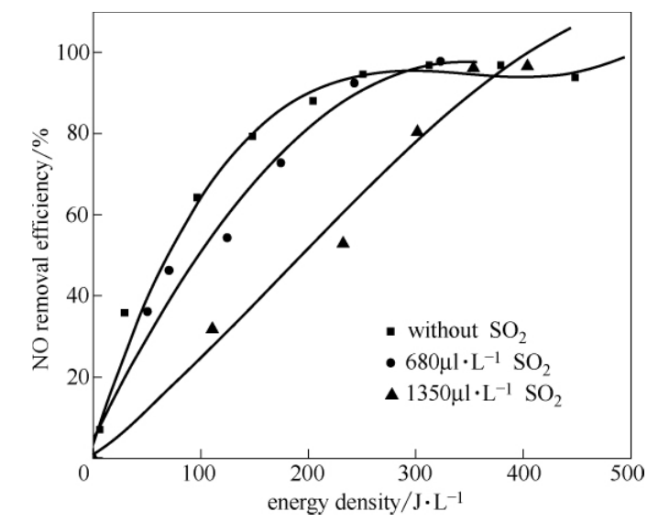 100
80
60
40
20
0
100
200
300
400
500
NO removal efficiency/%
energy density/J·L⁻¹
■ without SO₂
● 680μl·L⁻¹ SO₂
▲ 1350μl·L⁻¹ SO₂